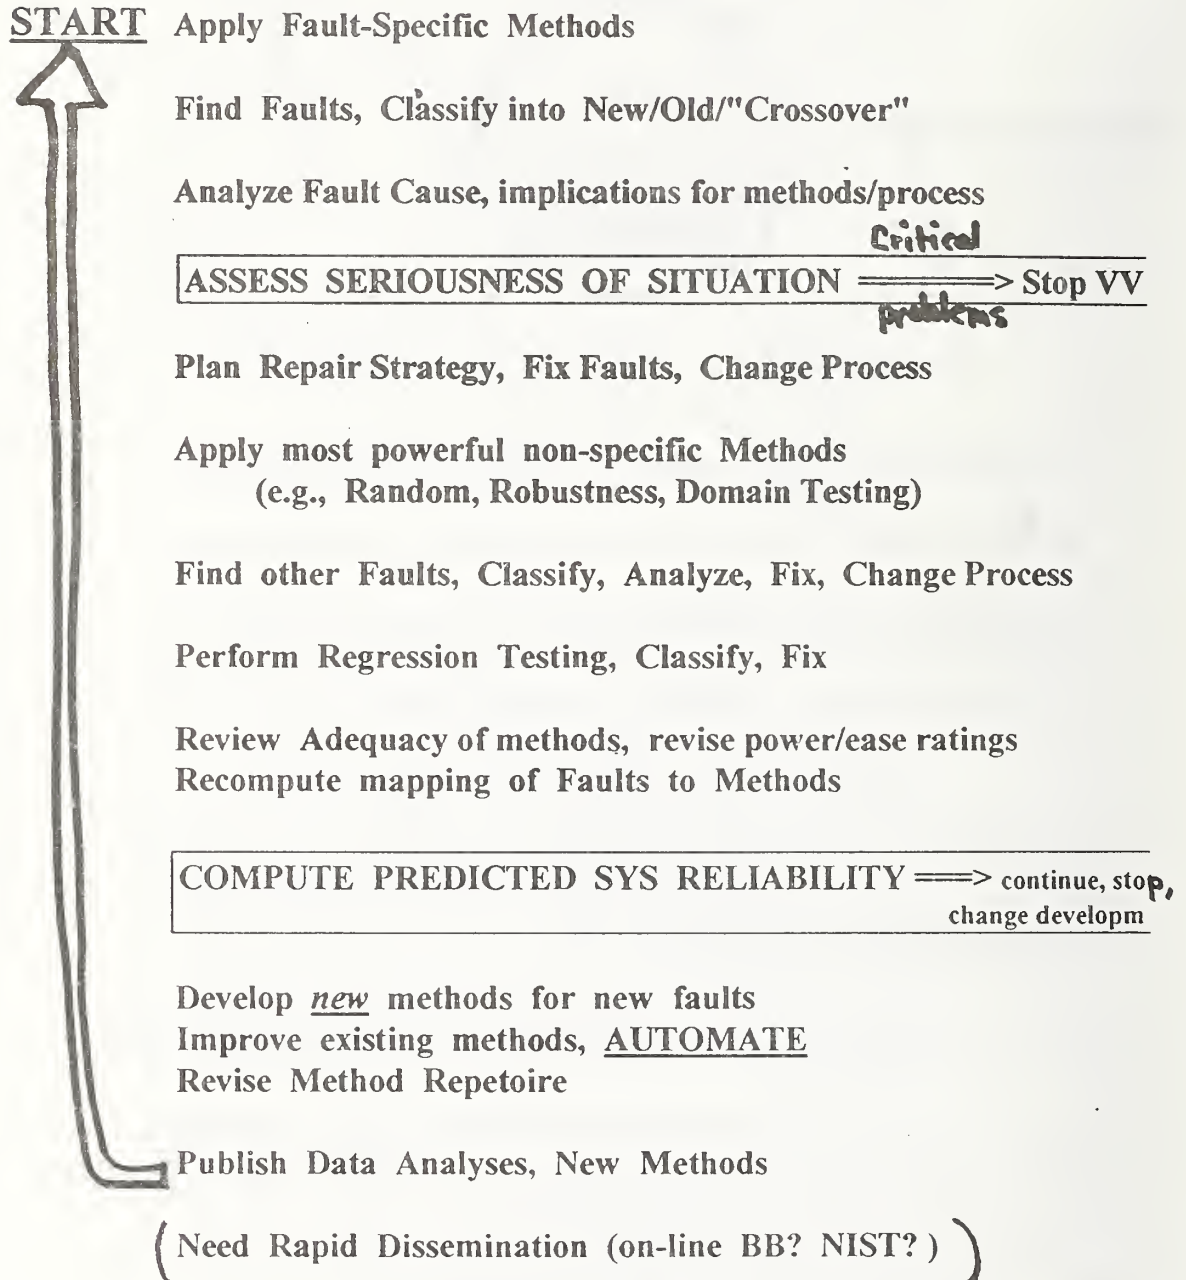 START Apply Fault-Specific Methods
Find Faults, Classify into New/Old/"Crossover"
Analyze Fault Cause, implications for methods/process
Critical
ASSESS SERIOUSNESS OF SITUATION ======> Stop VV
problems
Plan Repair Strategy, Fix Faults, Change Process
Apply most powerful non-specific Methods
(e.g., Random, Robustness, Domain Testing)
Find other Faults, Classify, Analyze, Fix, Change Process
Perform Regression Testing, Classify, Fix
Review Adequacy of methods, revise power/ease ratings
Recompute mapping of Faults to Methods
COMPUTE PREDICTED SYS RELIABILITY ===> continue, stop,
change developm
Develop new methods for new faults
Improve existing methods, AUTOMATE
Revise Method Repetoire
Publish Data Analyses, New Methods
(Need Rapid Dissemination (on-line BB? NIST? ) )